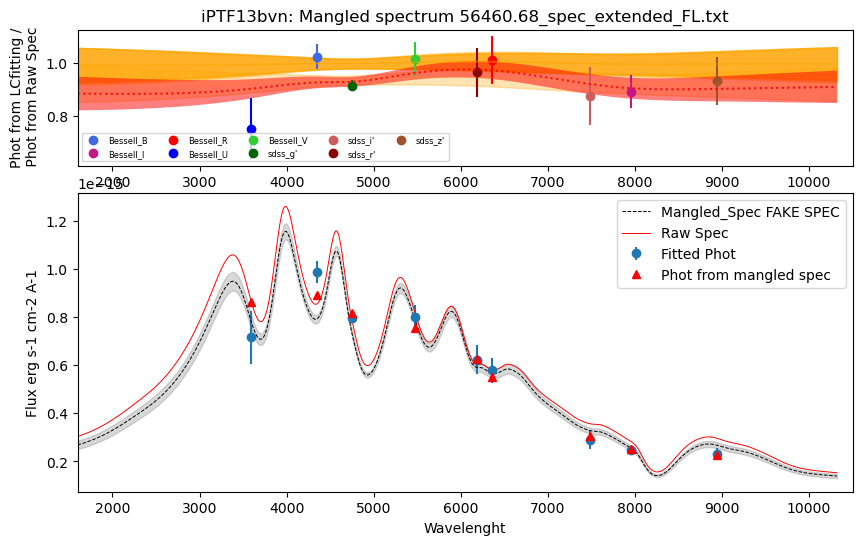 iPTF13bvn: Mangled spectrum 56460.68_spec_extended_FL.txt
Phot from LCfitting /
Phot from Raw Spec
1.0
0.8
Bessell_B
Bessell_R
Bessell_V
sdss_i'
sdss_z'
Bessell_I
Bessell_U
sdss_g'
sdss_r'
2000 3000 4000 5000 6000 7000 8000 9000 10000
1e−15
Flux erg s-1 cm-2 A-1
1.2
1.0
0.8
0.6
0.4
0.2
Mangled_Spec FAKE SPEC
Raw Spec
Fitted Phot
Phot from mangled spec
2000 3000 4000 5000 6000 7000 8000 9000 10000
Wavelenght